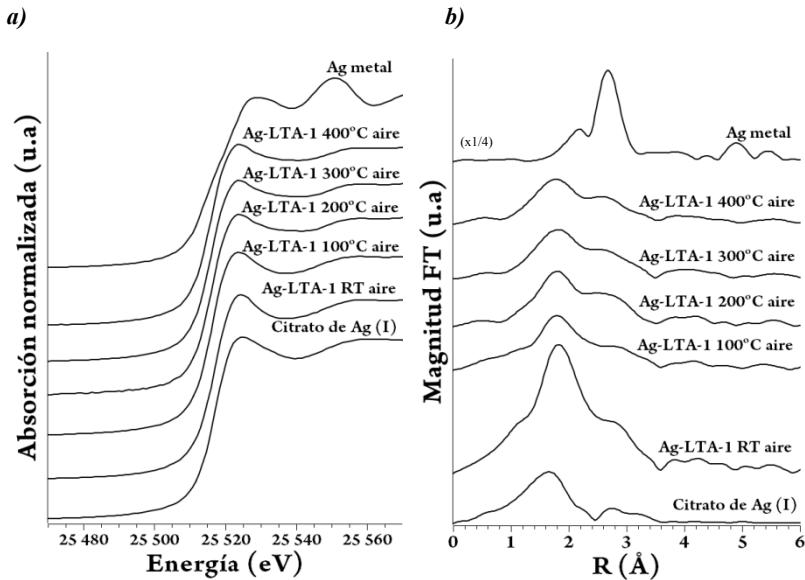 a)
Absorción normalizada (u.a)
Ag metal
Ag-LTA-1 400ºC aire
Ag-LTA-1 300ºC aire
Ag-LTA-1 200ºC aire
Ag-LTA-1 100ºC aire
Ag-LTA-1 RT aire
Citrato de Ag (I)
25 480 25 500 25 520 25 540 25 560
Energía (eV)
b)
Magnitud FT (u.a)
(x1/4)
Ag metal
Ag-LTA-1 400ºC aire
Ag-LTA-1 300ºC aire
Ag-LTA-1 200ºC aire
Ag-LTA-1 100ºC aire
Ag-LTA-1 RT aire
Citrato de Ag (I)
0 1 2 3 4 5 6
R (Å)